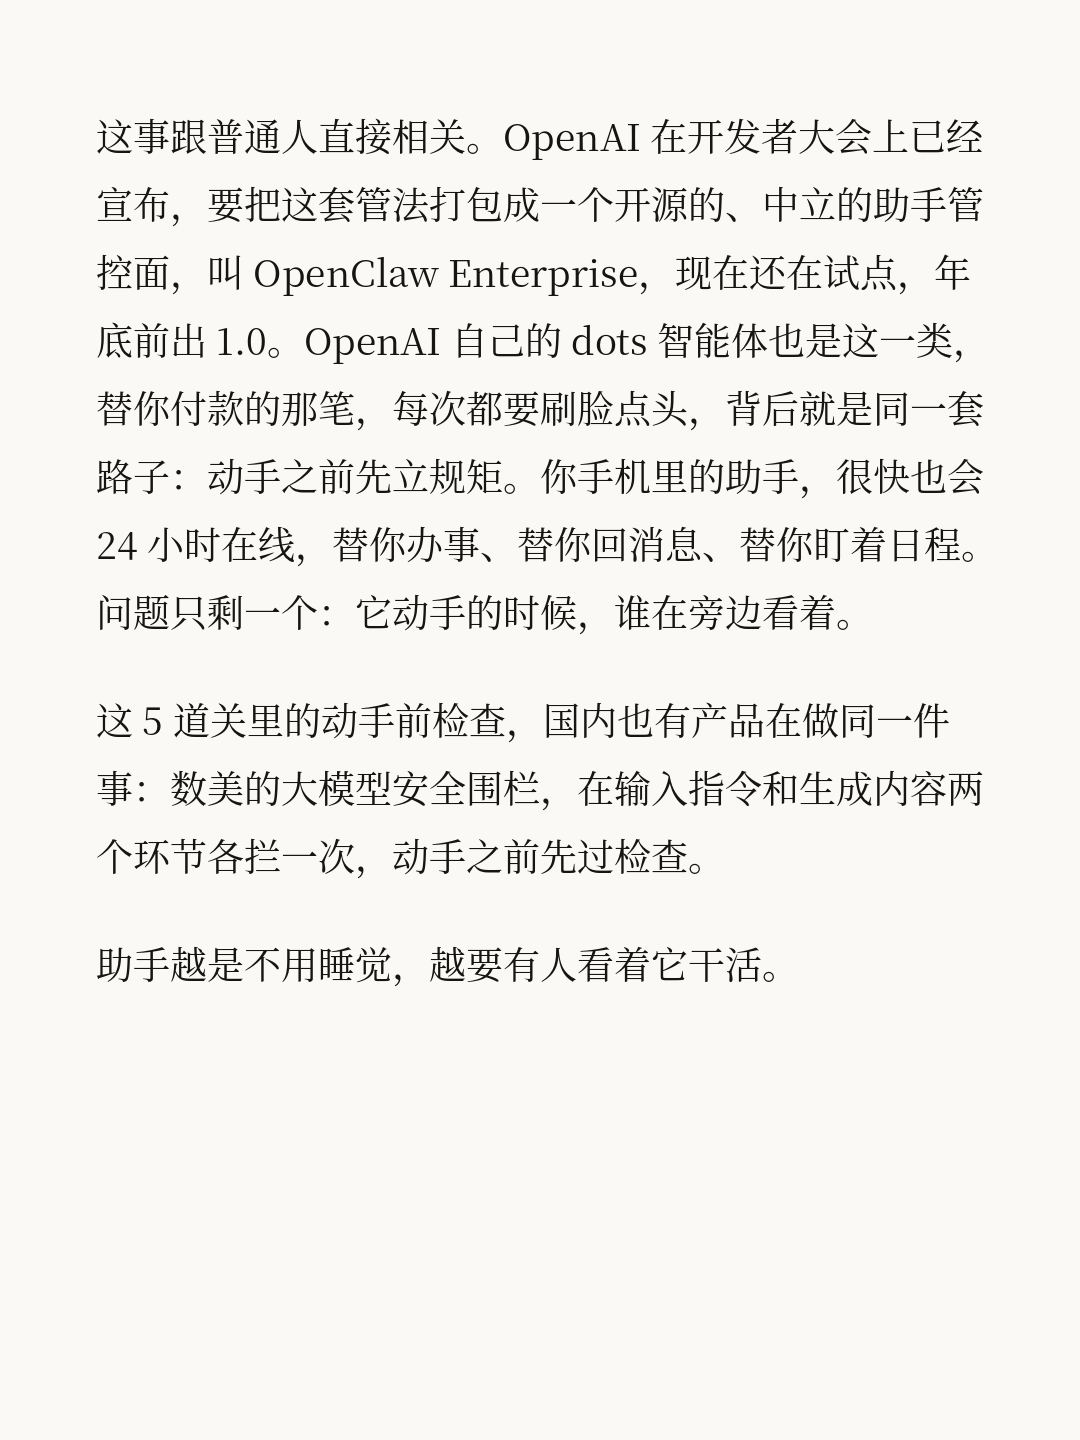 这事跟普通人直接相关。OpenAI 在开发者大会上已经
宣布，要把这套管法打包成一个开源的、中立的助手管
控面，叫 OpenClaw Enterprise，现在还在试点，年
底前出 1.0。OpenAI 自己的 dots 智能体也是这一类，
替你付款的那笔，每次都要刷脸点头，背后就是同一套
路子：动手之前先立规矩。你手机里的助手，很快也会
24 小时在线，替你办事、替你回消息、替你盯着日程。
问题只剩一个：它动手的时候，谁在旁边看着。
这 5 道关里的动手前检查，国内也有产品在做同一件
事：数美的大模型安全围栏，在输入指令和生成内容两
个环节各拦一次，动手之前先过检查。
助手越是不用睡觉，越要有人看着它干活。